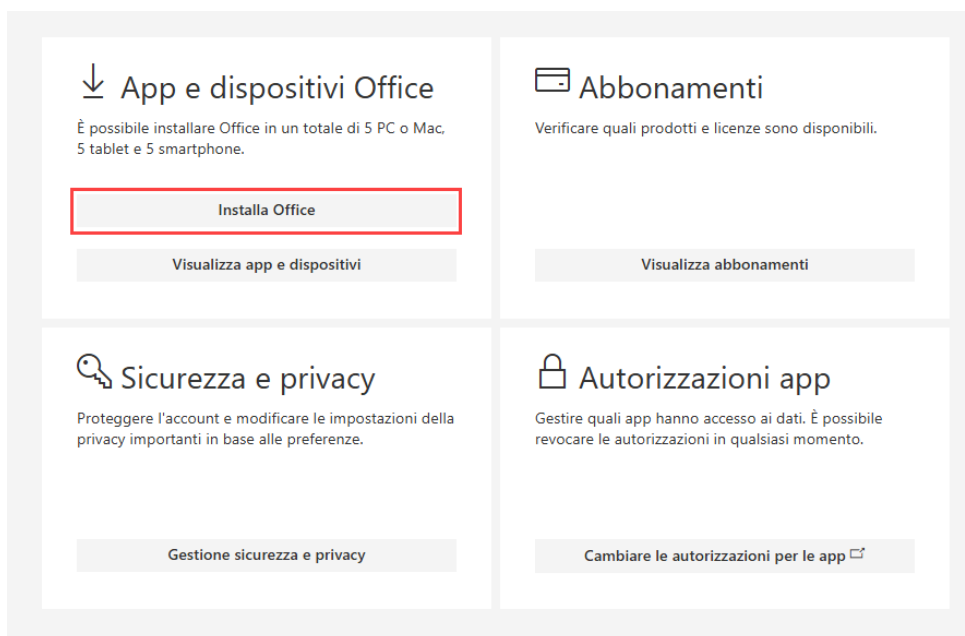 App e dispositivi Office
È possibile installare Office in un totale di 5 PC o Mac,
5 tablet e 5 smartphone.
Installa Office
Visualizza app e dispositivi
Abbonamenti
Verificare quali prodotti e licenze sono disponibili.
Visualizza abbonamenti
Sicurezza e privacy
Proteggere l'account e modificare le impostazioni della
privacy importanti in base alle preferenze.
Gestione sicurezza e privacy
Autorizzazioni app
Gestire quali app hanno accesso ai dati. È possibile
revocare le autorizzazioni in qualsiasi momento.
Cambiare le autorizzazioni per le app